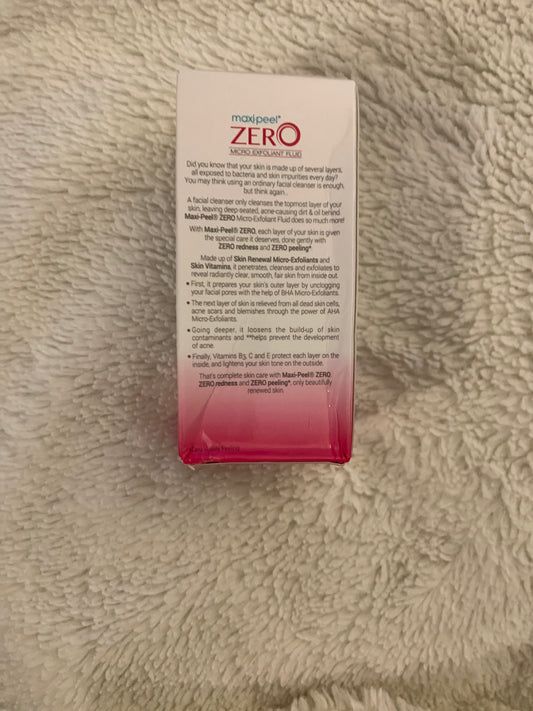 maxi-peel®
ZERO
MICRO-EXFOLIANT FLUID
Did you know that your skin is made up of several layers,
all exposed to bacteria and skin impurities every day?
You may think using an ordinary facial cleanser is enough,
but think again...
A facial cleanser only cleanses the topmost layer of your
skin, leaving deep-seated, acne-causing dirt & oil behind
Maxi-Peel® ZERO Micro-Exfoliant Fluid does so much more!
With Maxi-Peel® ZERO, each layer of your skin is given
the special care it deserves, done gently with
ZERO redness and ZERO peeling*.
Made up of Skin Renewal Micro-Exfoliants and
Skin Vitamins, it penetrates, cleanses and exfoliates to
reveal radiantly clear, smooth, fair skin from inside out.
• First, it prepares your skin's outer layer by unclogging
your facial pores with the help of BHA Micro-Exfoliants.
• The next layer of skin is relieved from all dead skin cells,
acne scars and blemishes through the power of AHA
Micro-Exfoliants.
• Going deeper, it loosens the build-up of skin
contaminants and **helps prevent the development
of acne.
• Finally, Vitamins B3, C and E protect each layer on the
inside, and lightens your skin tone on the outside.
That's complete skin care with Maxi-Peel® ZERO.
ZERO redness and ZERO peeling*, only beautifully
renewed skin.
Peeling